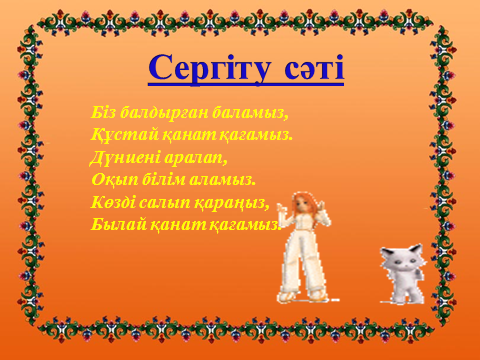 Сергіту сәті
Біз балдырған баламыз,
Құстай қанат қағамыз.
Дүниені аралап,
Оқып білім аламыз.
Көзді салып қараңыз,
Былай қанат қағамыз.